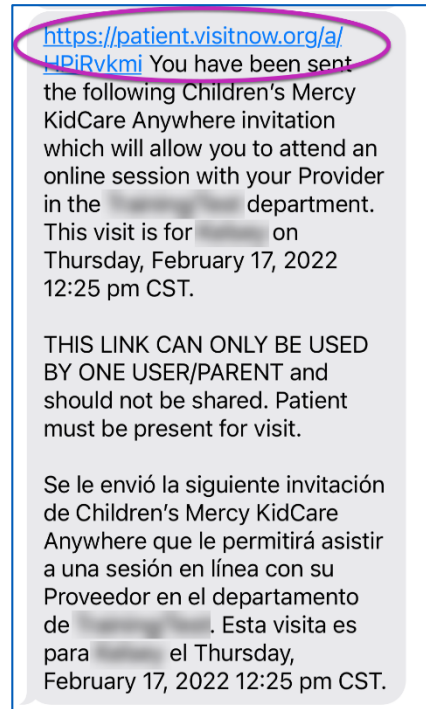 https://patient.visitnow.org/a/
HPiRvkmi You have been sent
the following Children's Mercy
KidCare Anywhere invitation
which will allow you to attend an
online session with your Provider
in the department.
This visit is for on
Thursday, February 17, 2022
12:25 pm CST.
THIS LINK CAN ONLY BE USED
BY ONE USER/PARENT and
should not be shared. Patient
must be present for visit.
Se le envió la siguiente invitación
de Children's Mercy KidCare
Anywhere que le permitirá asistir
a una sesión en línea con su
Proveedor en el departamento
de . Esta visita es
para el Thursday,
February 17, 2022 12:25 pm CST.